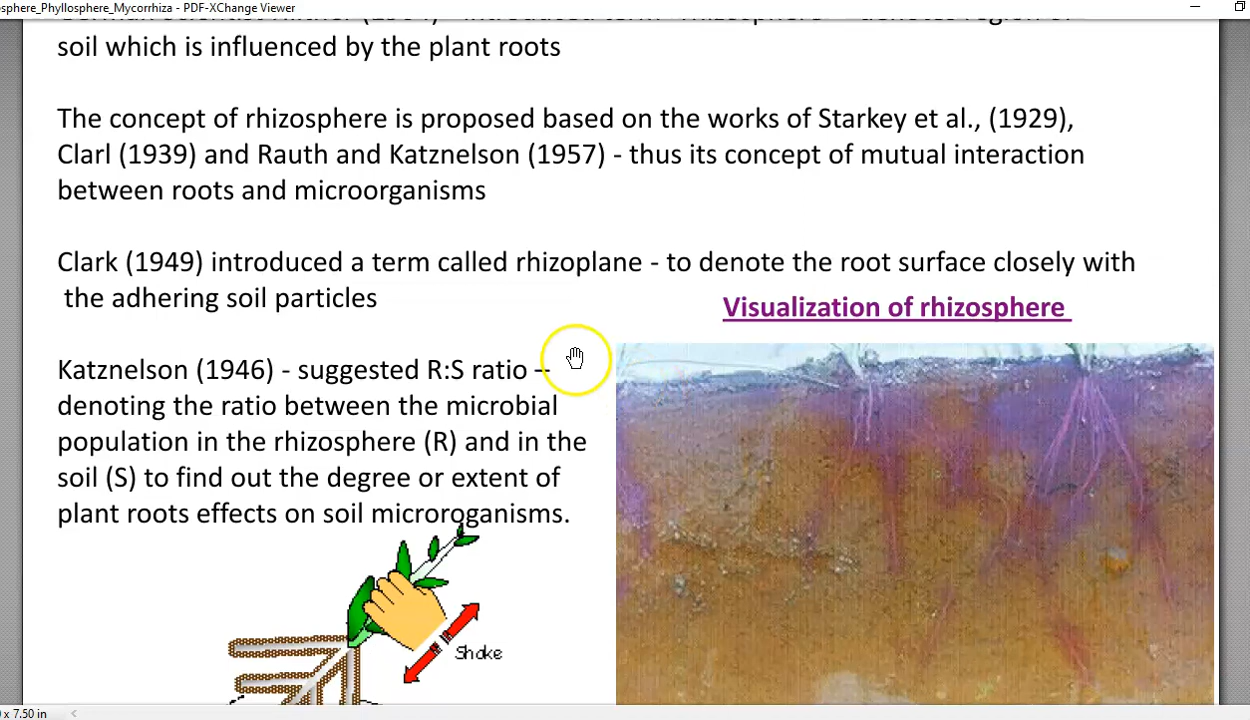 osphere_Phyllosphere_Mycorrhiza - PDF-XChange Viewer
soil which is influenced by the plant roots
The concept of rhizosphere is proposed based on the works of Starkey et al., (1929),
Clarl (1939) and Rauth and Katznelson (1957) - thus its concept of mutual interaction
between roots and microorganisms
Clark (1949) introduced a term called rhizoplane - to denote the root surface closely with
the adhering soil particles
Visualization of rhizosphere
Katznelson (1946) - suggested R:S ratio –
denoting the ratio between the microbial
population in the rhizosphere (R) and in the
soil (S) to find out the degree or extent of
plant roots effects on soil microroganisms.
Shake
x 7.50 in